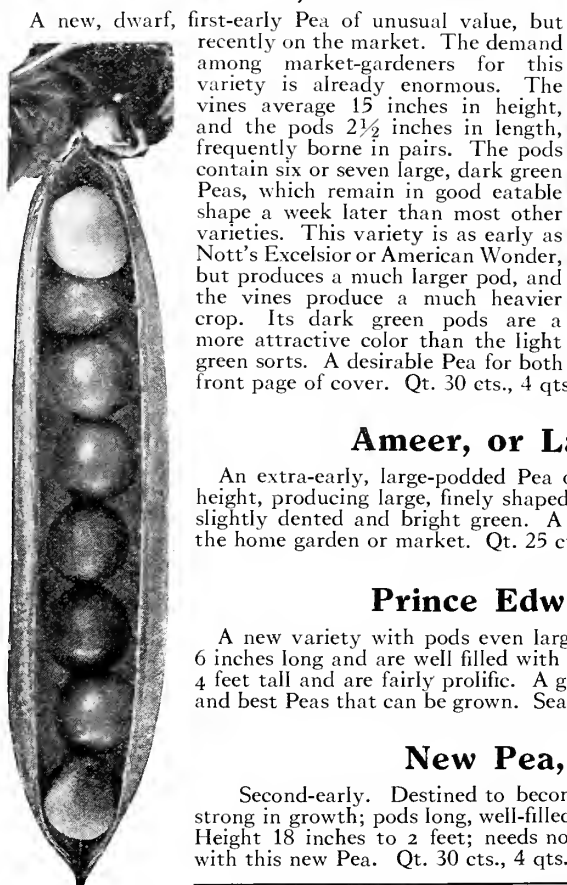 A new, dwarf, first-early Pea of unusual value, but
recently on the market. The demand
among market-gardeners for this
variety is already enormous. The
vines average 15 inches in height,
and the pods 2½ inches in length,
frequently borne in pairs. The pods
contain six or seven large, dark green
Peas, which remain in good eatable
shape a week later than most other
varieties. This variety is as early as
Nott's Excelsior or American Wonder,
but produces a much larger pod, and
the vines produce a much heavier
crop. Its dark green pods are a
more attractive color than the light
green sorts. A desirable Pea for both
front page of cover. Qt. 30 cts., 4 qts
Ameer, or La
An extra-early, large-podded Pea
height, producing large, finely shaped
slightly dented and bright green. A
the home garden or market. Qt. 25 c
Prince Edw
A new variety with pods even larg
6 inches long and are well filled with
4 feet tall and are fairly prolific. A g
and best Peas that can be grown. Sea
New Pea,
Second-early. Destined to becom
strong in growth; pods long, well-filled
Height 18 inches to 2 feet; needs no
with this new Pea. Qt. 30 cts., 4 qts.